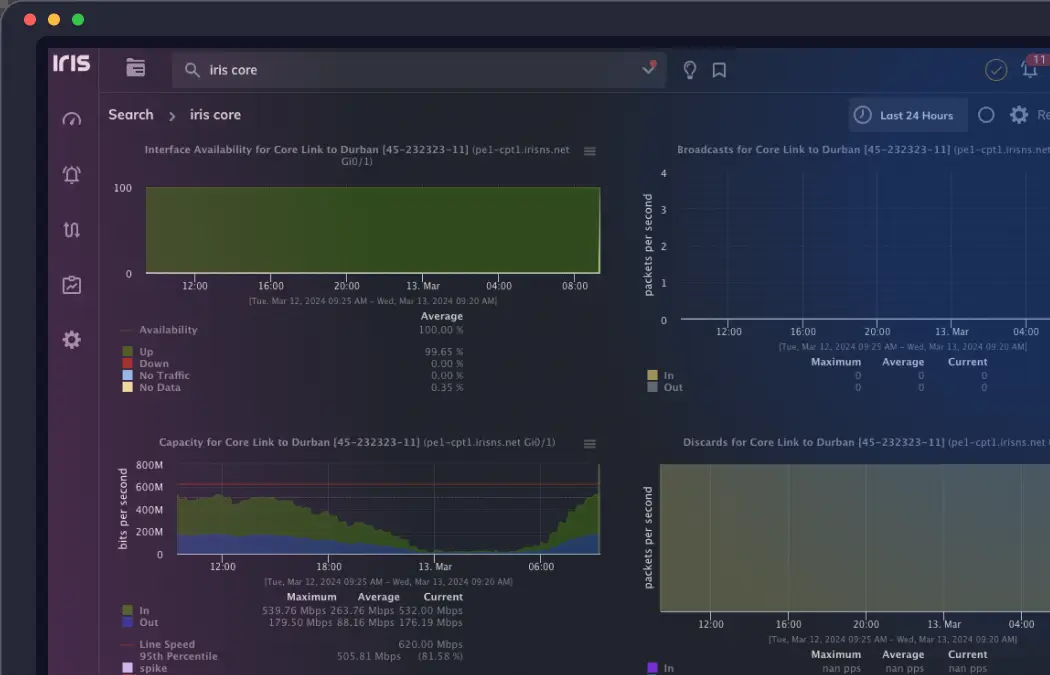 IRIS
iris core
11
Search
iris core
Last 24 Hours
Re
Interface Availability for Core Link to Durban [45-232323-11] (pe1-cpt1.irisns.net
Gi0/1)
100
0
12:00 16:00 20:00 13. Mar 04:00 08:00
[Tue, Mar 12, 2024 09:25 AM – Wed, Mar 13, 2024 09:20 AM]
Average
Availability 100.00 %
Up 99.65 %
Down 0.00 %
No Traffic 0.00 %
No Data 0.35 %
Broadcasts for Core Link to Durban [45-232323-11] (pe1-cpt1.irisns.net
packets per second
4
3
2
1
0
12:00 16:00 20:00 13. Mar 04:00
[Tue, Mar 12, 2024 09:25 AM – Wed, Mar 13, 2024 09:20 AM]
Maximum Average Current
In 0 0 0
Out 0 0 0
Capacity for Core Link to Durban [45-232323-11] (pe1-cpt1.irisns.net Gi0/1)
bits per second
800M
600M
400M
200M
0
12:00 18:00 13. Mar 06:00
[Tue, Mar 12, 2024 09:25 AM – Wed, Mar 13, 2024 09:20 AM]
Maximum Average Current
In 539.76 Mbps 263.76 Mbps 532.00 Mbps
Out 179.50 Mbps 88.16 Mbps 176.19 Mbps
Line Speed 620.00 Mbps
95th Percentile 505.81 Mbps (81.58 %)
spike
Discards for Core Link to Durban [45-232323-11] (pe1-cpt1.irisns.net
packets per second
12:00 16:00 20:00 13. Mar 04:00
[Tue, Mar 12, 2024 09:25 AM – Wed, Mar 13, 2024 09:20 AM]
Maximum Average Current
In nan pps nan pps nan pps